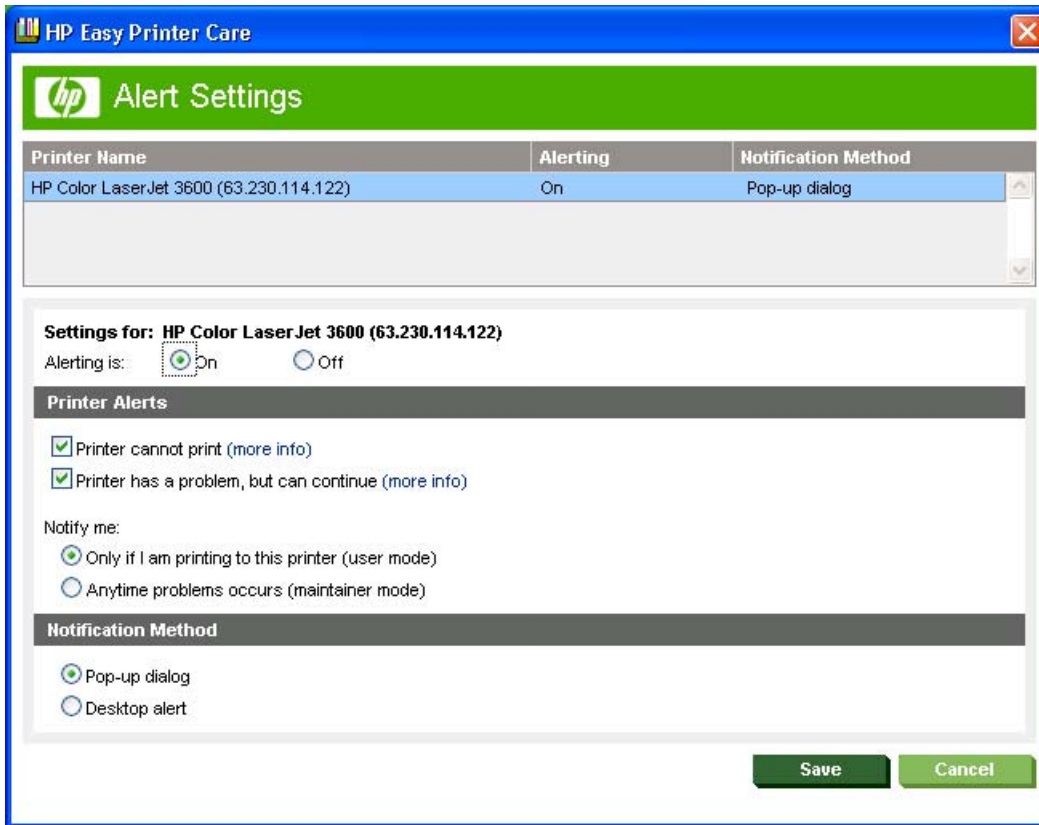 HP Easy Printer Care
hp Alert Settings
Printer Name Alerting Notification Method
HP Color LaserJet 3600 (63.230.114.122) On Pop-up dialog
Settings for: HP Color LaserJet 3600 (63.230.114.122)
Alerting is: On Off
Printer Alerts
Printer cannot print (more info)
Printer has a problem, but can continue (more info)
Notify me:
Only if I am printing to this printer (user mode)
Anytime problems occurs (maintainer mode)
Notification Method
Pop-up dialog
Desktop alert
Save Cancel